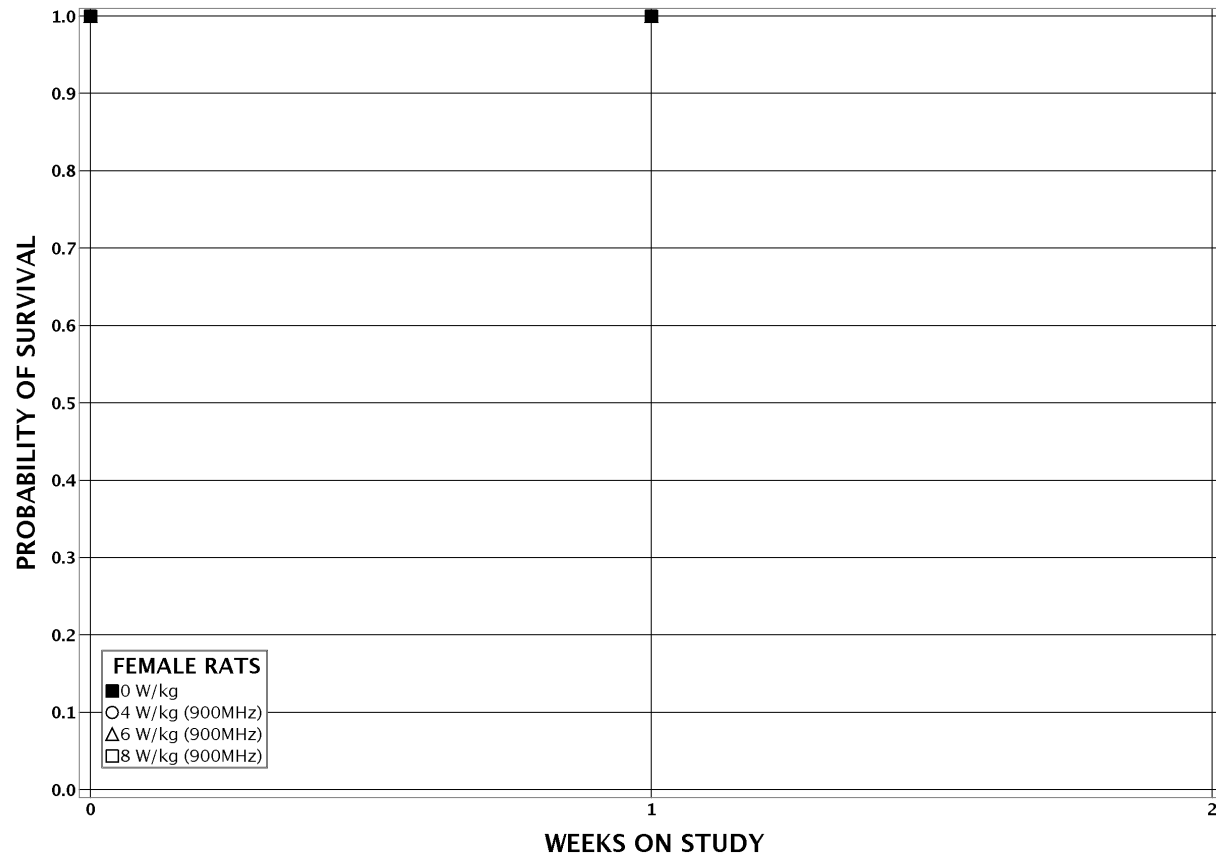 PROBABILITY OF SURVIVAL
1.0
0.9
0.8
0.7
0.6
0.5
0.4
0.3
0.2
0.1
0.0
FEMALE RATS
0 W/kg
4 W/kg (900MHz)
6 W/kg (900MHz)
8 W/kg (900MHz)
0 1 2
WEEKS ON STUDY